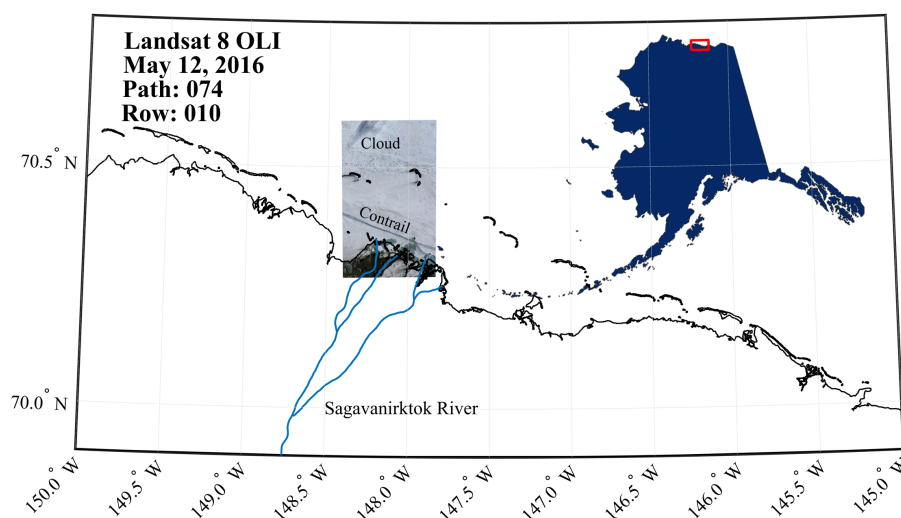 Landsat 8 OLI
May 12, 2016
Path: 074
Row: 010
Cloud
Contrail
70.5° N
70.0° N
Sagavanirktok River
150.0° W
149.5° W
149.0° W
148.5° W
148.0° W
147.5° W
147.0° W
146.5° W
146.0° W
145.5° W
145.0° W